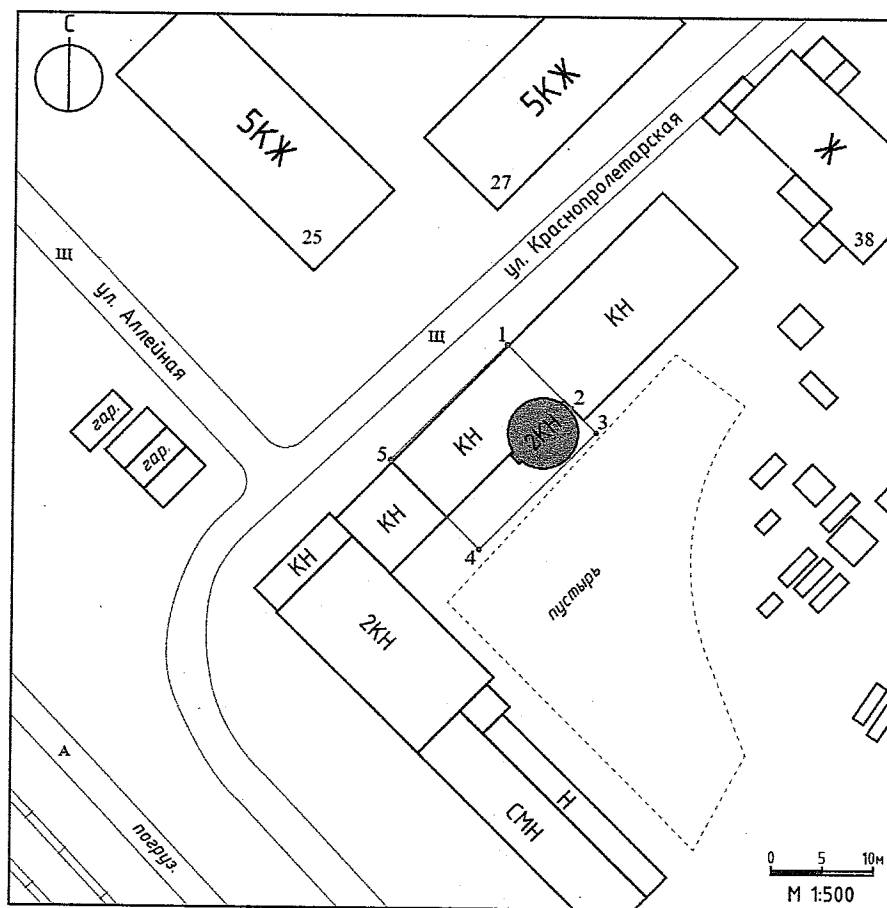 С
5КЖ
5КЖ
27
25
ул. Краснопролетарская
Ж
38
Щ
ул. Аллейная
Щ
КН
1
2
3
гар.
гар.
КН
2КН
5
КН
4
КН
пустырь
2КН
А
погруз.
Н
СМН
0 5 10м
М 1:500